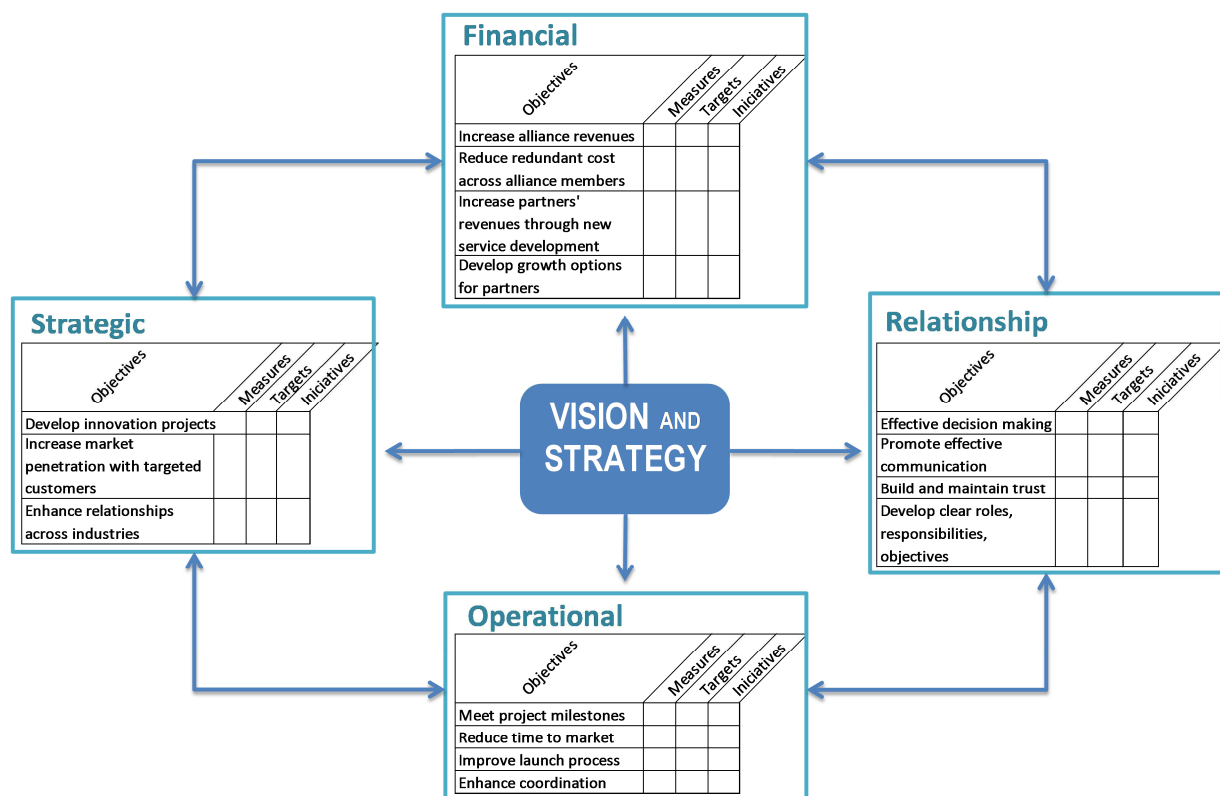 Financial
Objectives
Measures
Targets
Iniciatives
Increase alliance revenues
Reduce redundant cost
across alliance members
Increase partners'
revenues through new
service development
Develop growth options
for partners
Strategic
Objectives
Measures
Targets
Iniciatives
Develop innovation projects
Increase market
penetration with targeted
customers
Enhance relationships
across industries
VISION AND
STRATEGY
Relationship
Objectives
Measures
Targets
Iniciatives
Effective decision making
Promote effective
communication
Build and maintain trust
Develop clear roles,
responsibilities,
objectives
Operational
Objectives
Measures
Targets
Iniciatives
Meet project milestones
Reduce time to market
Improve launch process
Enhance coordination